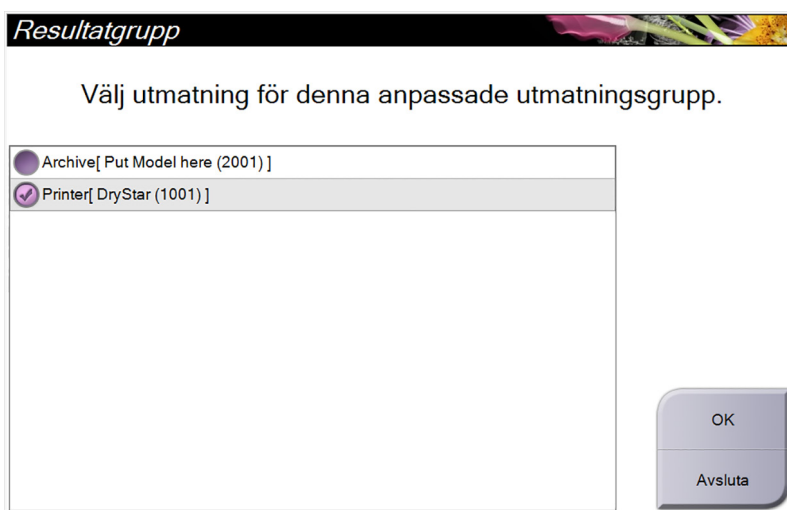 Resultatgrupp
Välj utmatning för denna anpassade utmatningsgrupp.
Archive[ Put Model here (2001) ]
Printer[ DryStar (1001) ]
OK
Avsluta